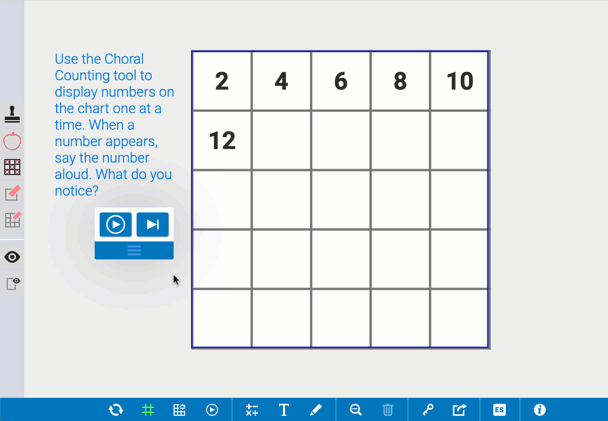 Use the Choral
Counting tool to
display numbers on
the chart one at a
time. When a
number appears,
say the number
aloud. What do you
notice?
2 4 6 8 10
12
T
ES
i